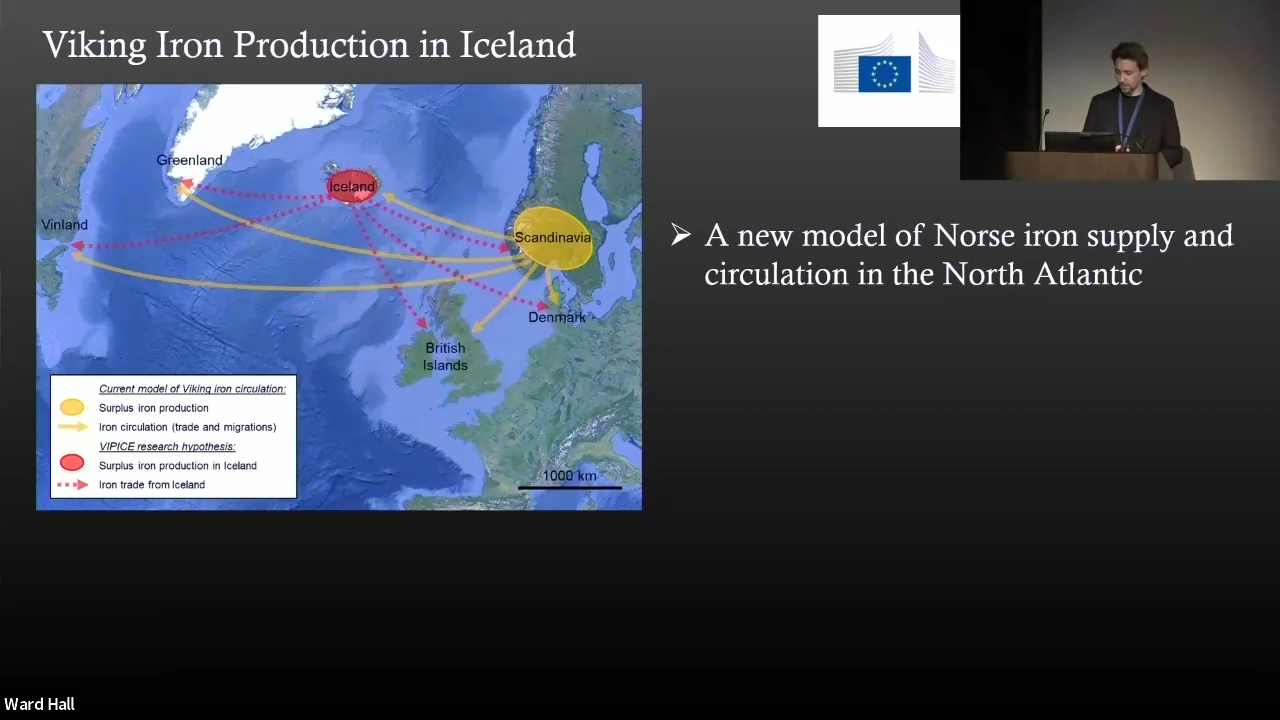 Viking Iron Production in Iceland
Greenland
Iceland
Vinland
Scandinavia
Denmark
British
Islands
Current model of Viking iron circulation:
Surplus iron production
Iron circulation (trade and migrations)
VIPICE research hypothesis:
Surplus iron production in Iceland
Iron trade from Iceland
1000 km
➢ A new model of Norse iron supply and
circulation in the North Atlantic
Ward Hall